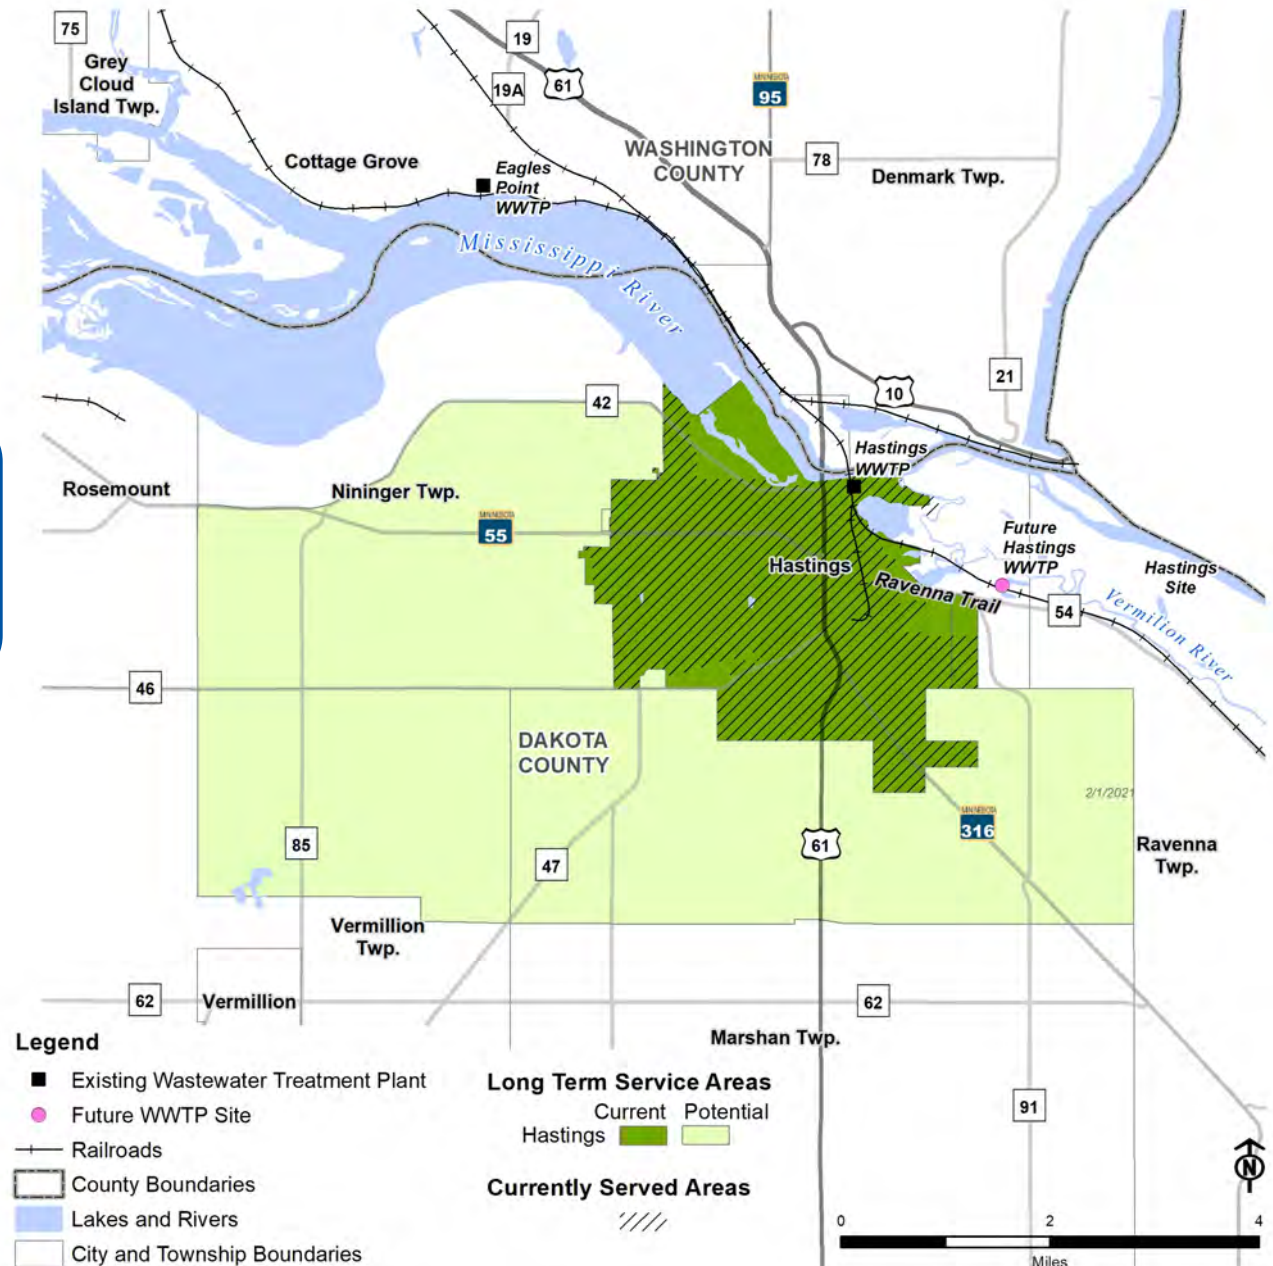 75
19
Grey
Cloud
Island Twp.
19A
61
MINNESOTA
95
WASHINGTON
COUNTY
78
Cottage Grove
Eagles
Point
WWTP
Denmark Twp.
Mississippi River
21
10
42
Hastings
WWTP
Rosemount
Nininger Twp.
MINNESOTA
55
Future
Hastings
WWTP
Hastings
Hastings
Site
Ravenna Trail
54
Vermilion River
46
DAKOTA
COUNTY
2/1/2021
MINNESOTA
316
85
47
61
Ravenna
Twp.
Vermillion
Twp.
62
Vermillion
62
Marshan Twp.
91
Legend
Existing Wastewater Treatment Plant
Future WWTP Site
Railroads
County Boundaries
Lakes and Rivers
City and Township Boundaries
Long Term Service Areas
Current Potential
Hastings
Currently Served Areas
N
0 2 4
Miles